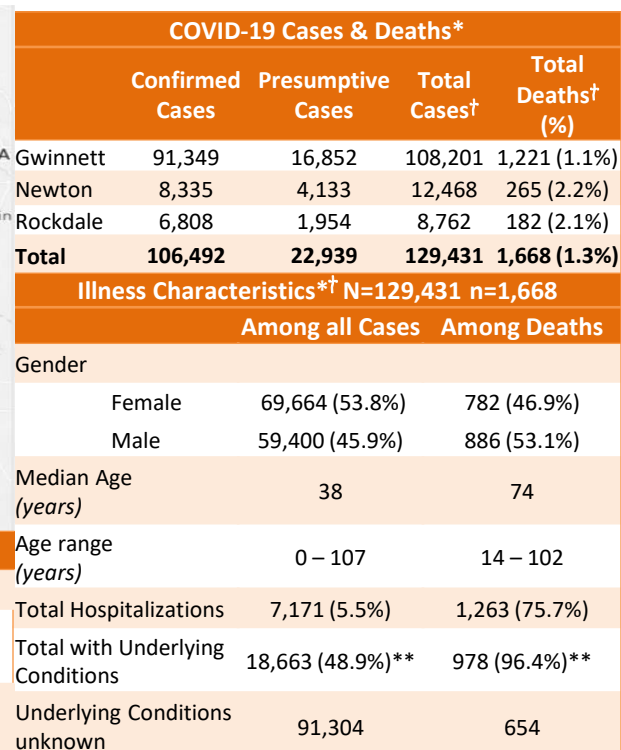 COVID-19 Cases & Deaths*
Confirmed Cases Presumptive Cases Total Cases† Total Deaths† (%)
A
Gwinnett 91,349 16,852 108,201 1,221 (1.1%)
Newton 8,335 4,133 12,468 265 (2.2%)
in
Rockdale 6,808 1,954 8,762 182 (2.1%)
Total 106,492 22,939 129,431 1,668 (1.3%)
Illness Characteristics*† N=129,431 n=1,668
Among all Cases Among Deaths
Gender
Female 69,664 (53.8%) 782 (46.9%)
Male 59,400 (45.9%) 886 (53.1%)
Median Age (years) 38 74
Age range (years) 0 – 107 14 – 102
Total Hospitalizations 7,171 (5.5%) 1,263 (75.7%)
Total with Underlying Conditions 18,663 (48.9%)** 978 (96.4%)**
Underlying Conditions unknown 91,304 654